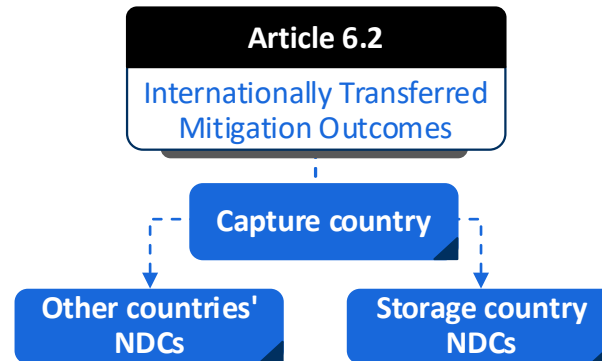 Article 6.2
Internationally Transferred
Mitigation Outcomes
Capture country
Other countries'
NDCs
Storage country
NDCs